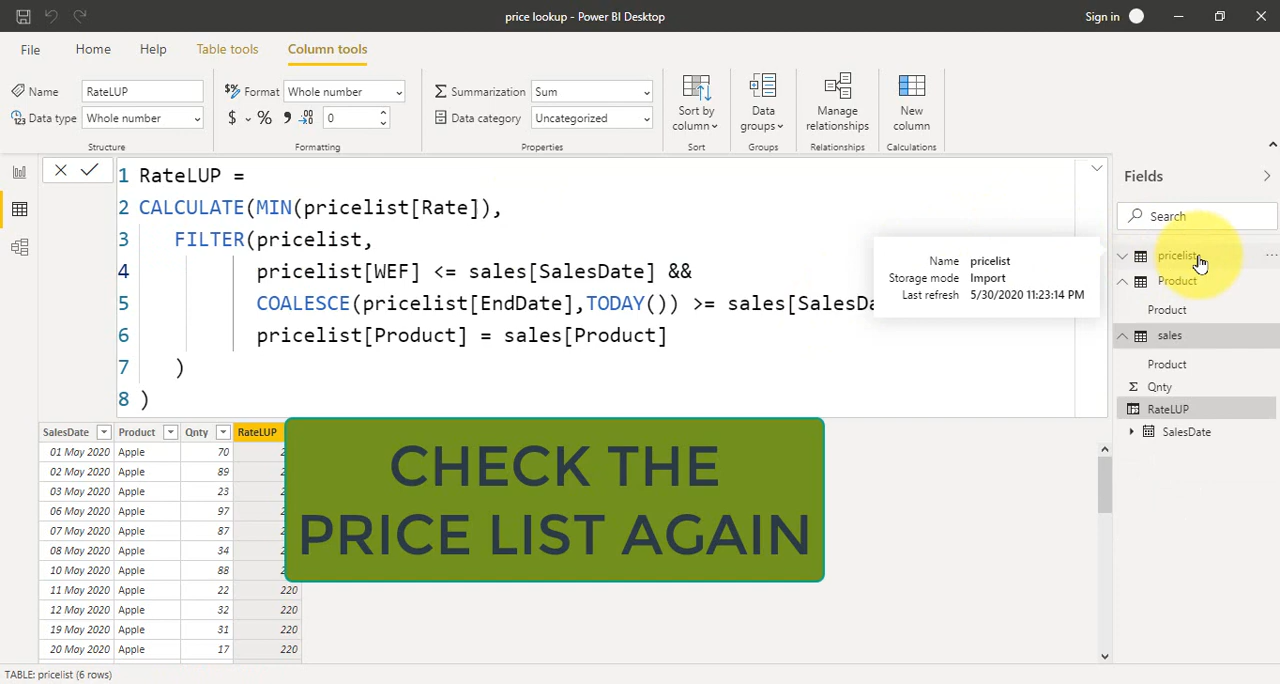 price lookup - Power BI Desktop
Sign in
File
Home
Help
Table tools
Column tools
Name
RateLUP
Format
Whole number
Summarization
Sum
Sort by column
Data groups
Manage relationships
New column
Data type
Whole number
$
%
0
Data category
Uncategorized
Structure
Formatting
Properties
Sort
Groups
Relationships
Calculations
1 RateLUP =
2 CALCULATE(MIN(pricelist[Rate]),
3 FILTER(pricelist,
4 pricelist[WEF] <= sales[SalesDate] &&
5 COALESCE(pricelist[EndDate],TODAY()) >= sales[SalesDa
6 pricelist[Product] = sales[Product]
7 )
8 )
Name pricelist
Storage mode Import
Last refresh 5/30/2020 11:23:14 PM
Fields
Search
pricelist
Product
Product
sales
Product
Qnty
RateLUP
SalesDate
SalesDate Product Qnty RateLUP
01 May 2020 Apple 70 2
02 May 2020 Apple 89 2
03 May 2020 Apple 23 2
06 May 2020 Apple 97 2
07 May 2020 Apple 87 2
08 May 2020 Apple 34 2
10 May 2020 Apple 88 2
11 May 2020 Apple 22 220
12 May 2020 Apple 32 220
19 May 2020 Apple 31 220
20 May 2020 Apple 17 220
CHECK THE
PRICE LIST AGAIN
TABLE: pricelist (6 rows)